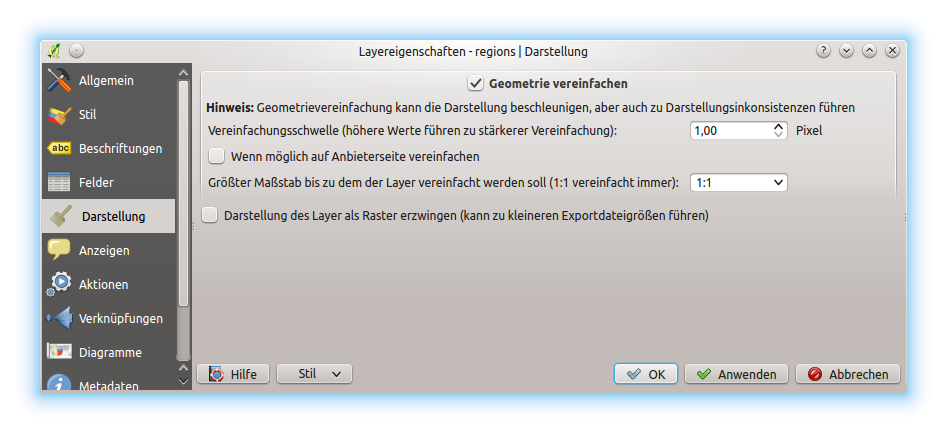 Layereigenschaften - regions | Darstellung
Allgemein
Stil
abc Beschriftungen
Felder
Darstellung
Anzeigen
Aktionen
Verknüpfungen
Diagramme
Metadaten
Geometrie vereinfachen
Hinweis: Geometrievereinfachung kann die Darstellung beschleunigen, aber auch zu Darstellungsinkonsistenzen führen
Vereinfachungsschwelle (höhere Werte führen zu stärkerer Vereinfachung): 1,00 Pixel
Wenn möglich auf Anbieterseite vereinfachen
Größter Maßstab bis zu dem der Layer vereinfacht werden soll (1:1 vereinfacht immer): 1:1
Darstellung des Layer als Raster erzwingen (kann zu kleineren Exportdateigrößen führen)
Hilfe Stil OK Anwenden Abbrechen